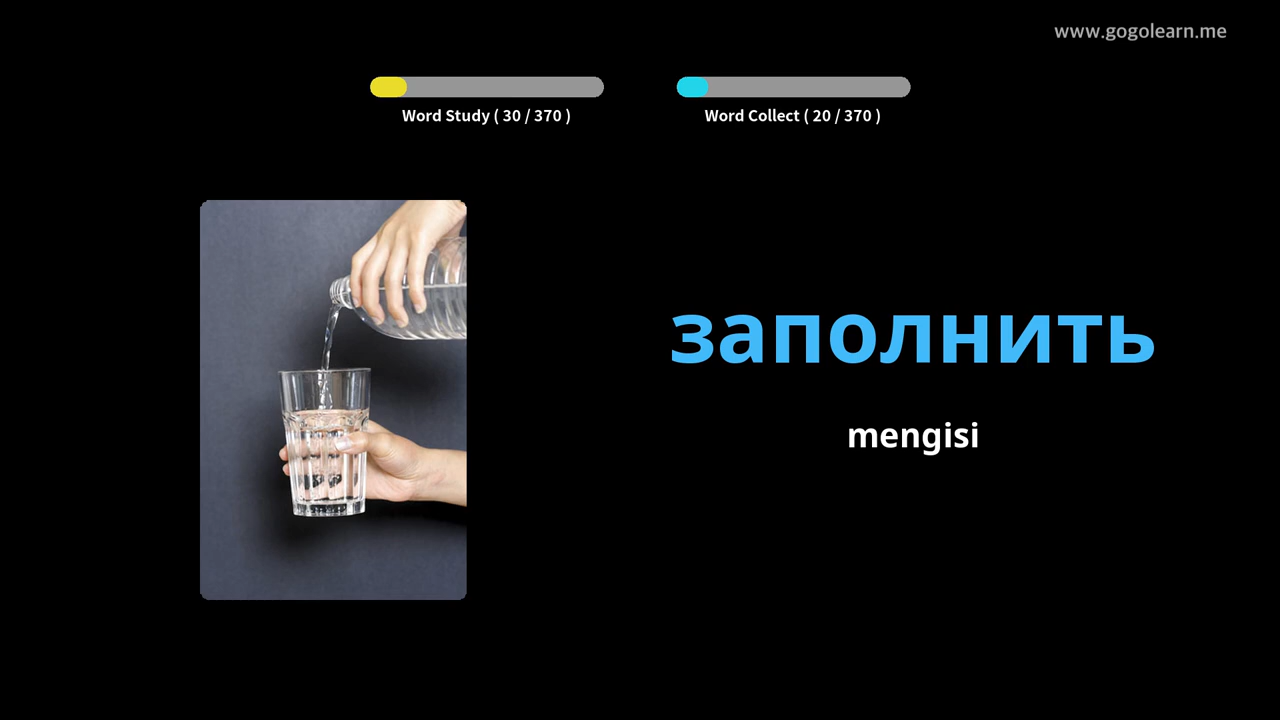 www.gogolearn.me
Word Study ( 30 / 370 )
Word Collect ( 20 / 370 )
заполнить
mengisi